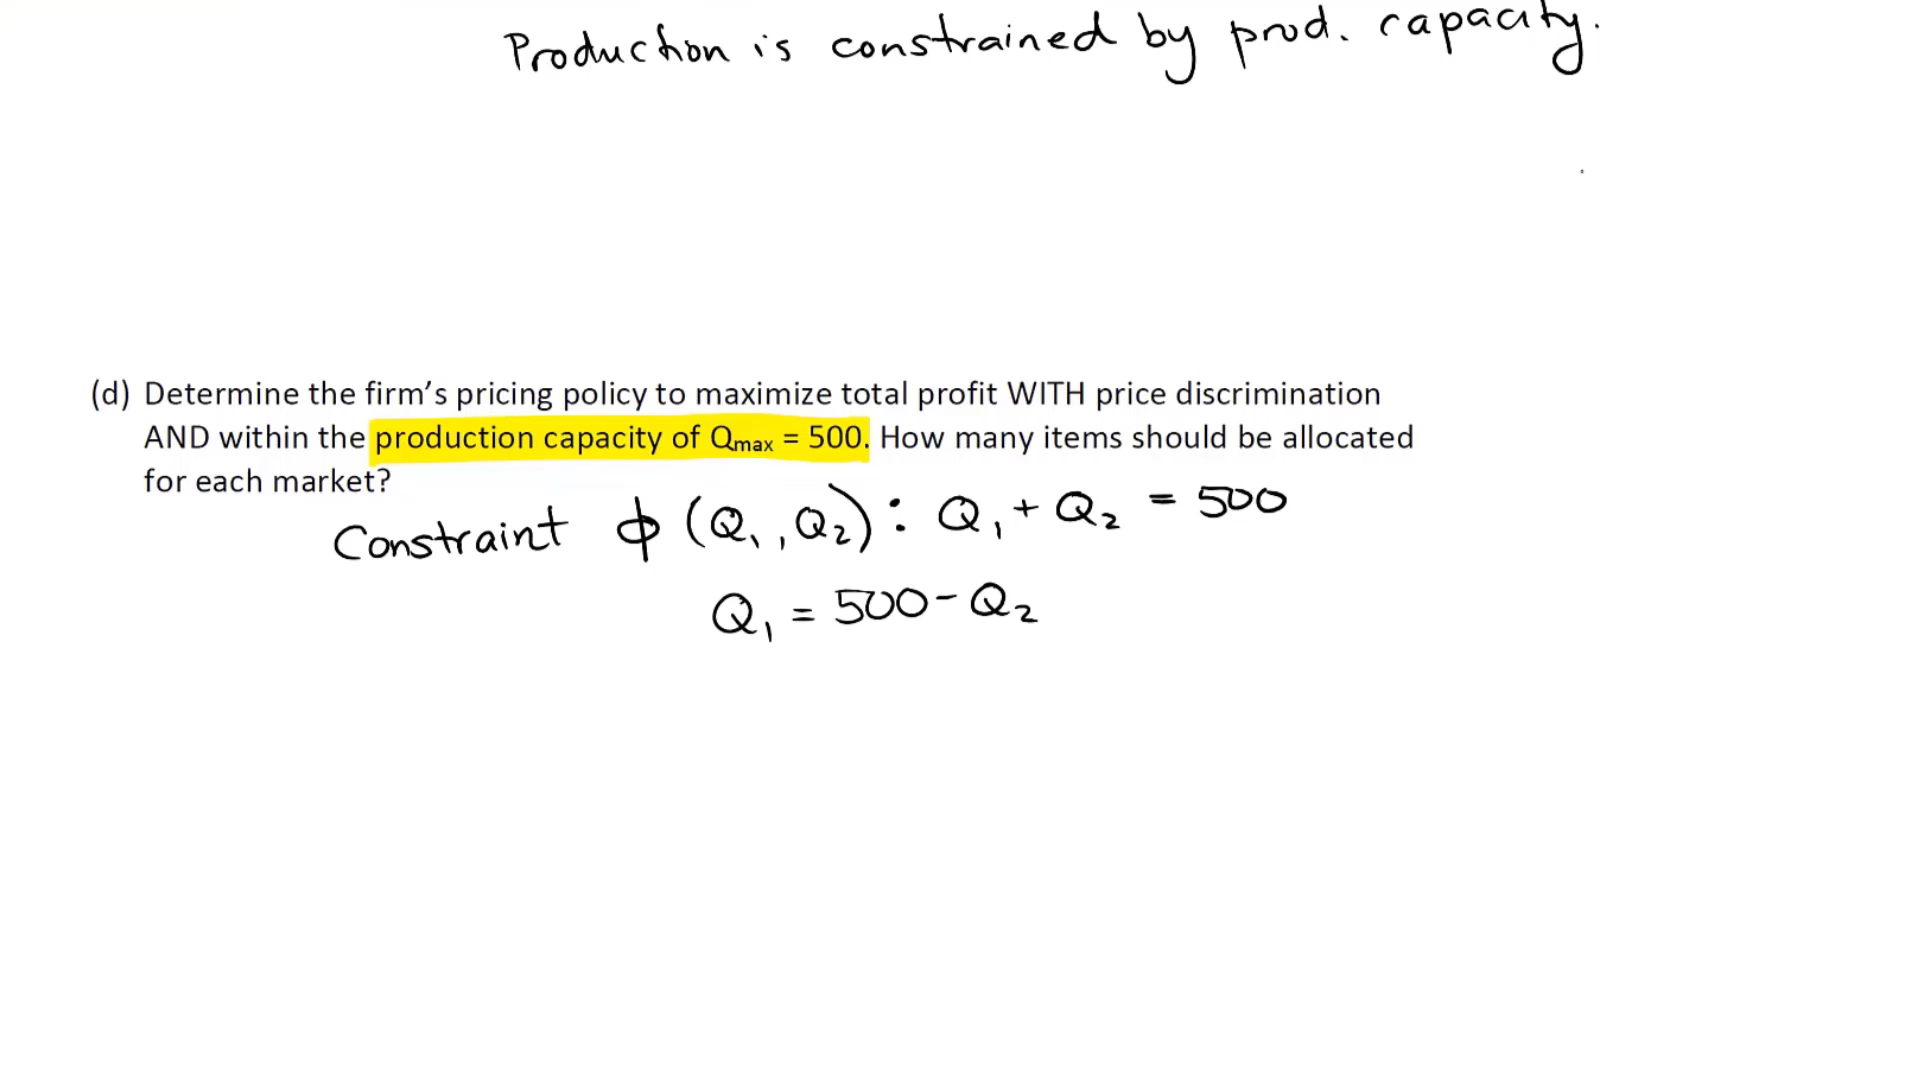 Production is constrained by prod. capacity.
(d) Determine the firm’s pricing policy to maximize total profit WITH price discrimination
AND within the production capacity of Qmax = 500. How many items should be allocated
for each market?
Constraint ϕ (Q₁, Q₂): Q₁ + Q₂ = 500
Q₁ = 500 - Q₂